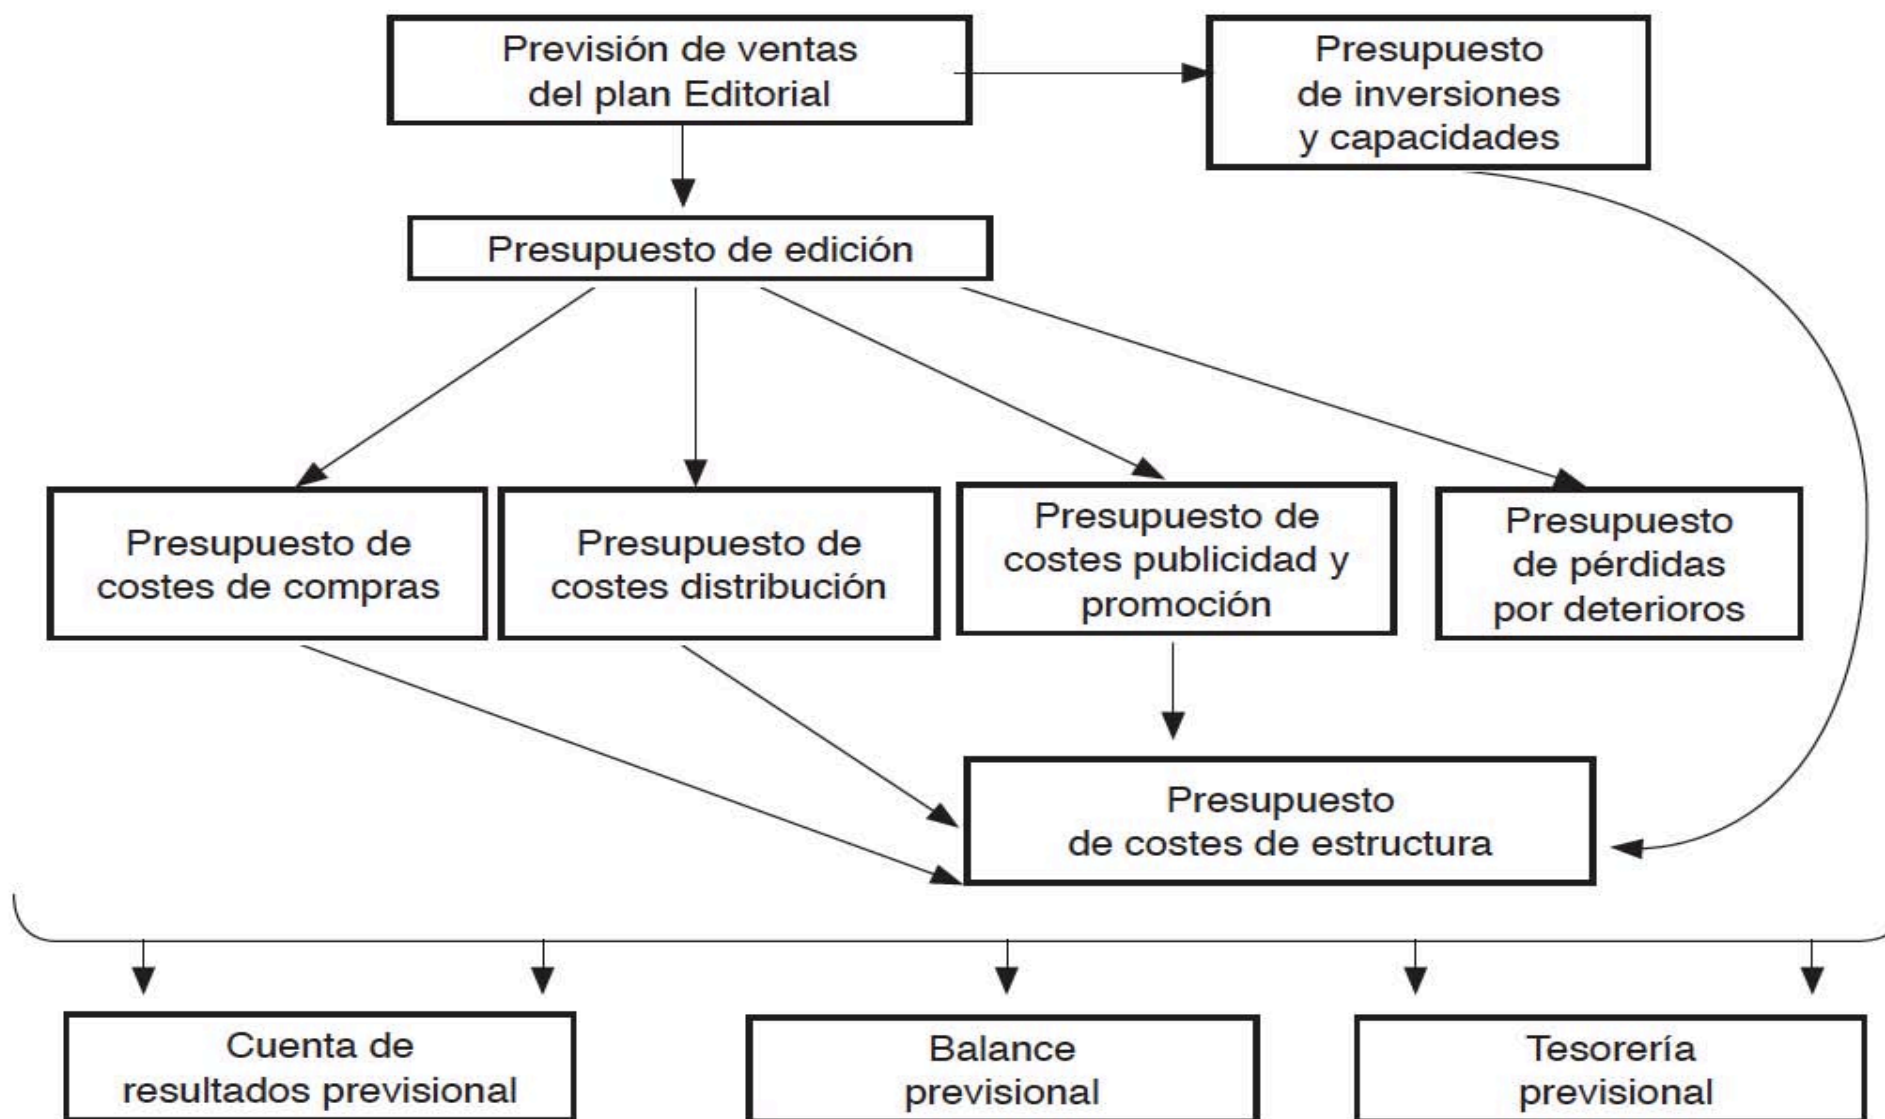 Previsión de ventas
del plan Editorial
Presupuesto
de inversiones
y capacidades
Presupuesto de edición
Presupuesto de
costes de compras
Presupuesto de
costes distribución
Presupuesto de
costes publicidad y
promoción
Presupuesto
de pérdidas
por deterioros
Presupuesto
de costes de estructura
Cuenta de
resultados previsional
Balance
previsional
Tesorería
previsional